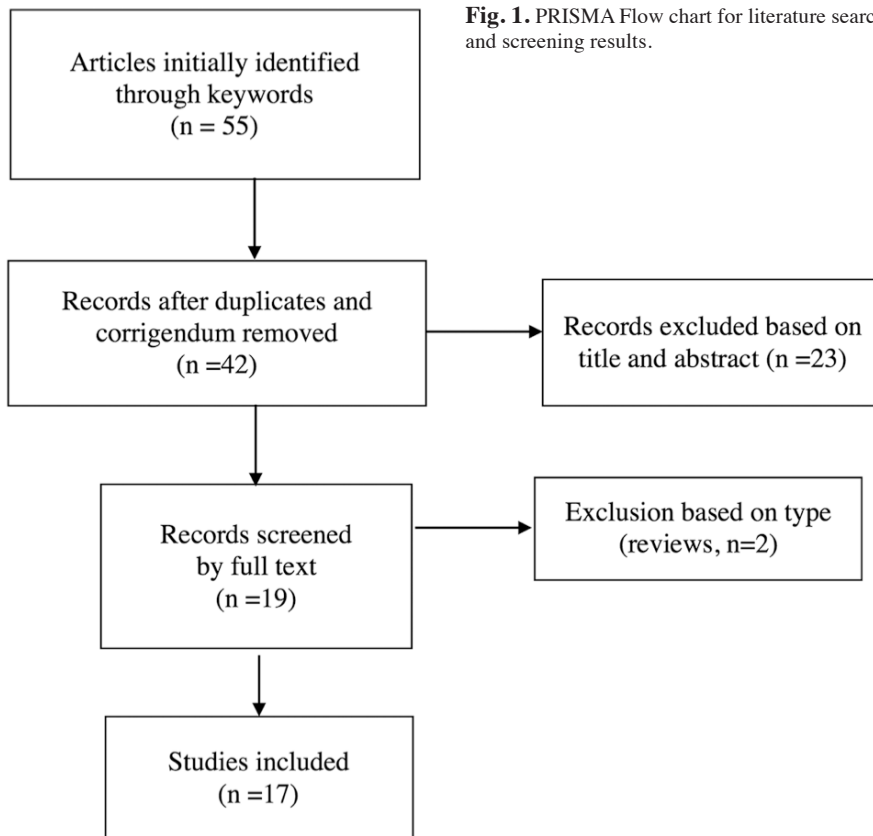 Fig. 1. PRISMA Flow chart for literature searc
and screening results.
Articles initially identified
through keywords
(n = 55)
Records after duplicates and
corrigendum removed
(n =42)
Records excluded based on
title and abstract (n =23)
Records screened
by full text
(n =19)
Exclusion based on type
(reviews, n=2)
Studies included
(n =17)